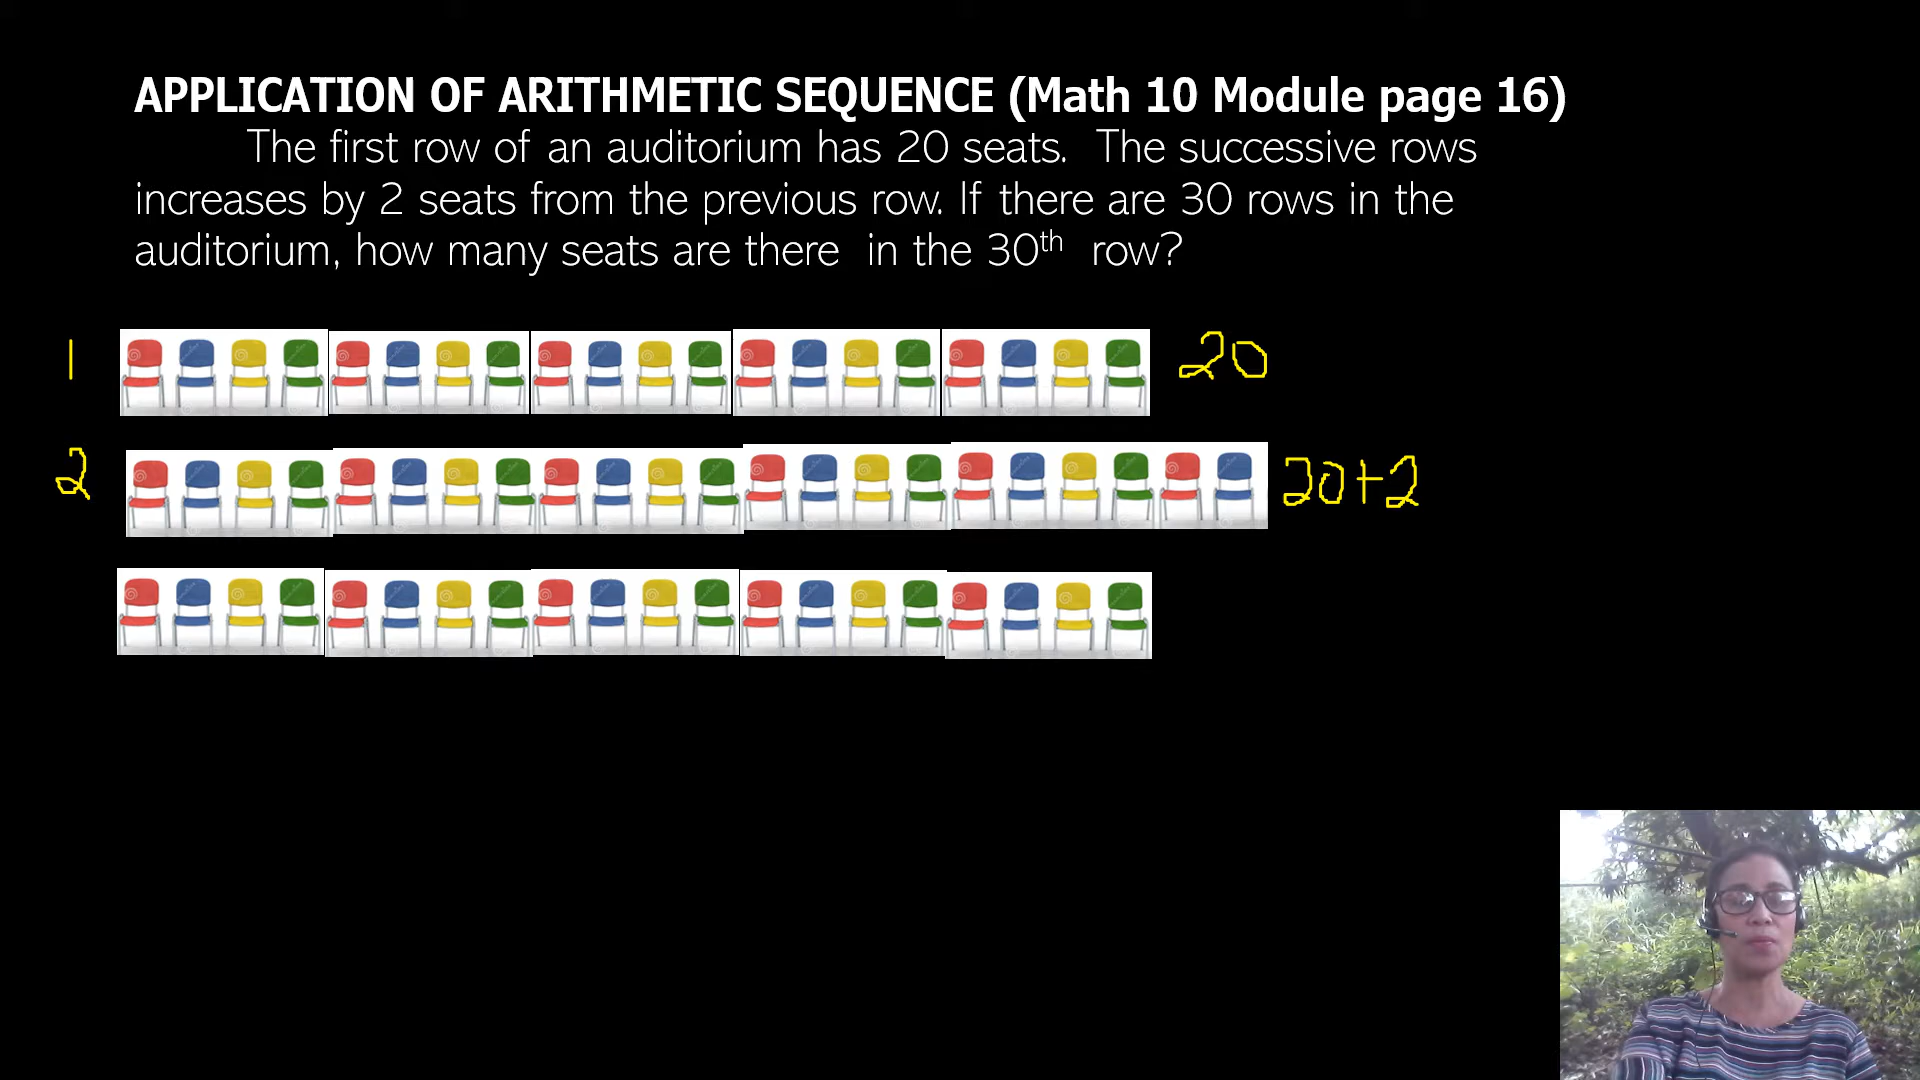 APPLICATION OF ARITHMETIC SEQUENCE (Math 10 Module page 16)
The first row of an auditorium has 20 seats. The successive rows
increases by 2 seats from the previous row. If there are 30 rows in the
auditorium, how many seats are there in the 30th row?
1 20
2 20+2